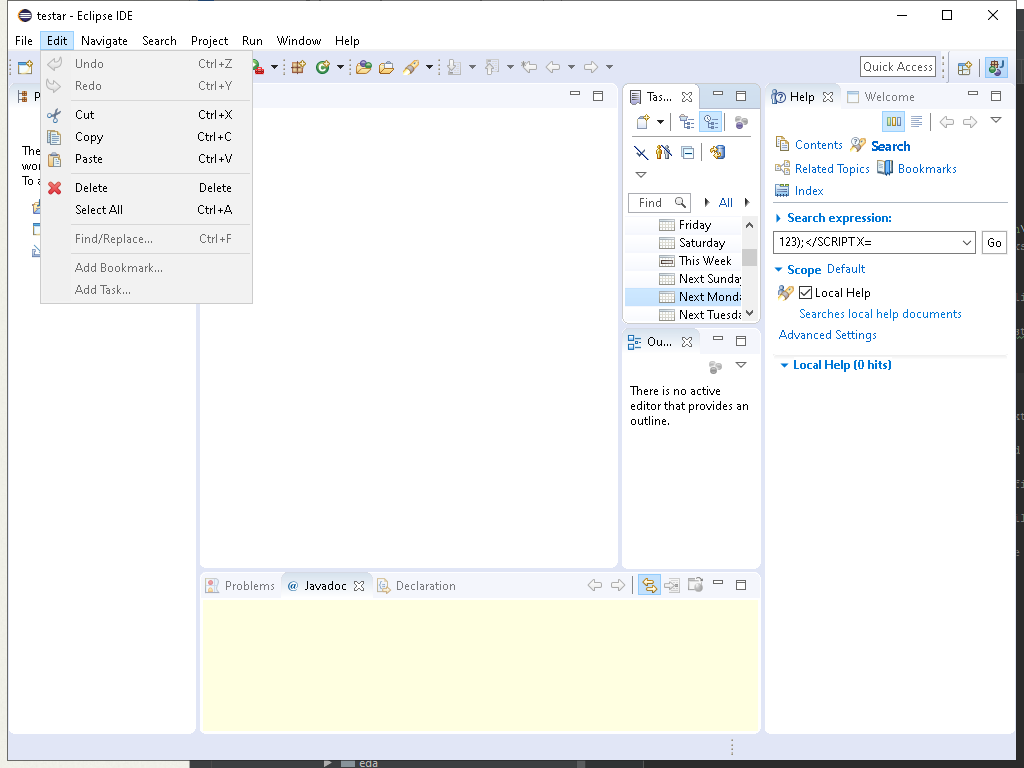 testar - Eclipse IDE
File Edit Navigate Search Project Run Window Help
Undo Ctrl+Z
Redo Ctrl+Y
Cut Ctrl+X
Copy Ctrl+C
Paste Ctrl+V
Delete Delete
Select All Ctrl+A
Find/Replace... Ctrl+F
Add Bookmark...
Add Task...
Quick Access
Tas...
Find All
Friday
Saturday
This Week
Next Sunday
Next Monda
Next Tuesda
Ou...
There is no active
editor that provides an
outline.
Help Welcome
Contents Search
Related Topics Bookmarks
Index
Search expression:
123);</SCRIPTX= Go
Scope Default
Local Help
Searches local help documents
Advanced Settings
Local Help (0 hits)
Problems @ Javadoc Declaration
eda